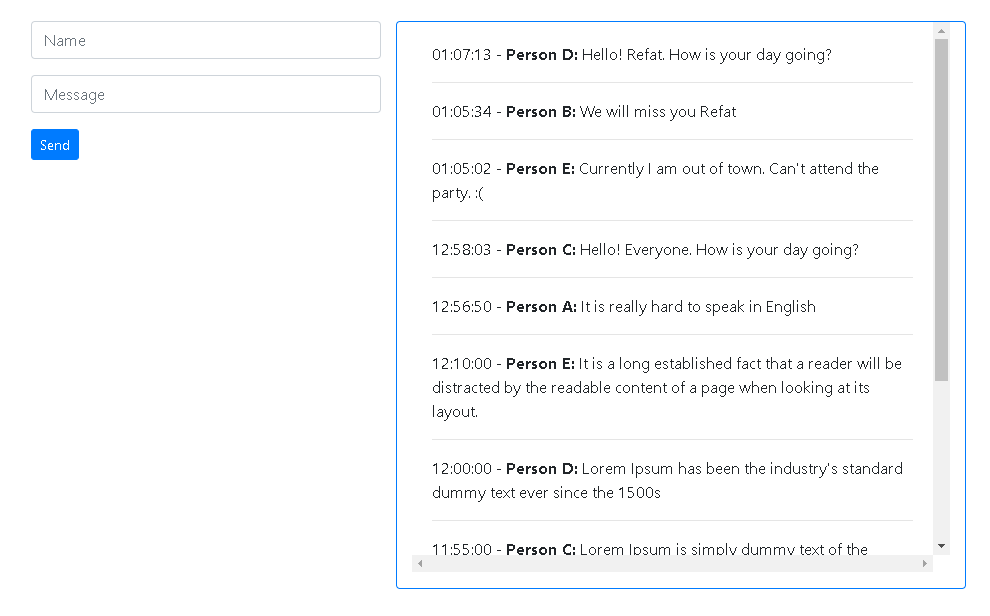 Name
Message
Send
01:07:13 - Person D: Hello! Refat. How is your day going?
01:05:34 - Person B: We will miss you Refat
01:05:02 - Person E: Currently I am out of town. Can't attend the
party. :(
12:58:03 - Person C: Hello! Everyone. How is your day going?
12:56:50 - Person A: It is really hard to speak in English
12:10:00 - Person E: It is a long established fact that a reader will be
distracted by the readable content of a page when looking at its
layout.
12:00:00 - Person D: Lorem Ipsum has been the industry's standard
dummy text ever since the 1500s
11:55:00 - Person C: Lorem Ipsum is simply dummy text of the